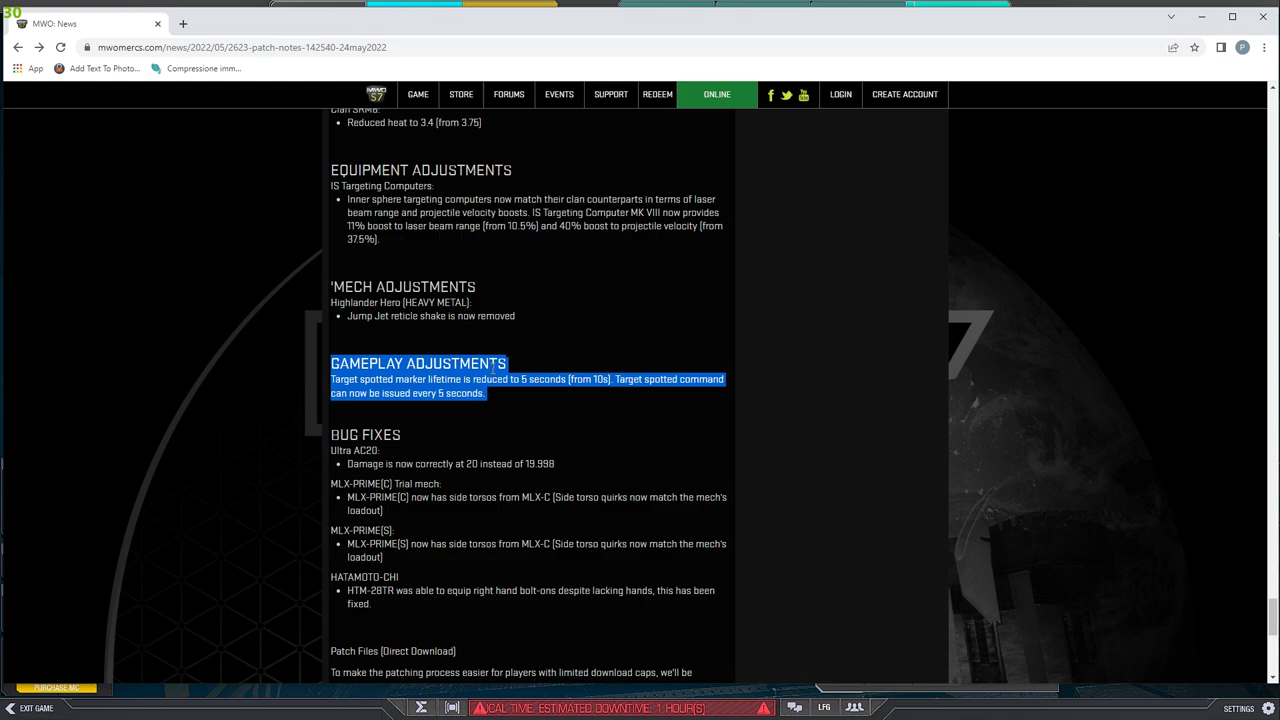 30
MWO: News
mwomercs.com/news/2022/05/2623-patch-notes-142540-24may2022
P
App
Add Text To Photo...
Compressione imm...
MWO
S7
GAME
STORE
FORUMS
EVENTS
SUPPORT
REDEEM
ONLINE
LOGIN
CREATE ACCOUNT
Clan SRM6:
• Reduced heat to 3.4 (from 3.75)
EQUIPMENT ADJUSTMENTS
IS Targeting Computers:
• Inner sphere targeting computers now match their clan counterparts in terms of laser
beam range and projectile velocity boosts. IS Targeting Computer MK VIII now provides
11% boost to laser beam range (from 10.5%) and 40% boost to projectile velocity (from
37.5%).
'MECH ADJUSTMENTS
Highlander Hero (HEAVY METAL):
• Jump Jet reticle shake is now removed
GAMEPLAY ADJUSTMENTS
Target spotted marker lifetime is reduced to 5 seconds (from 10s). Target spotted command
can now be issued every 5 seconds.
BUG FIXES
Ultra AC20:
• Damage is now correctly at 20 instead of 19.998
MLX-PRIME(C) Trial mech:
• MLX-PRIME(C) now has side torsos from MLX-C (Side torso quirks now match the mech's
loadout)
MLX-PRIME(S):
• MLX-PRIME(S) now has side torsos from MLX-C (Side torso quirks now match the mech's
loadout)
HATAMOTO-CHI
• HTM-28TR was able to equip right hand bolt-ons despite lacking hands, this has been
fixed.
Patch Files (Direct Download)
To make the patching process easier for players with limited download caps, we'll be
PURCHASE MC
EXIT GAME
CAL TIME. ESTIMATED DOWNTIME: 1 HOUR(S).
LFG
SETTINGS